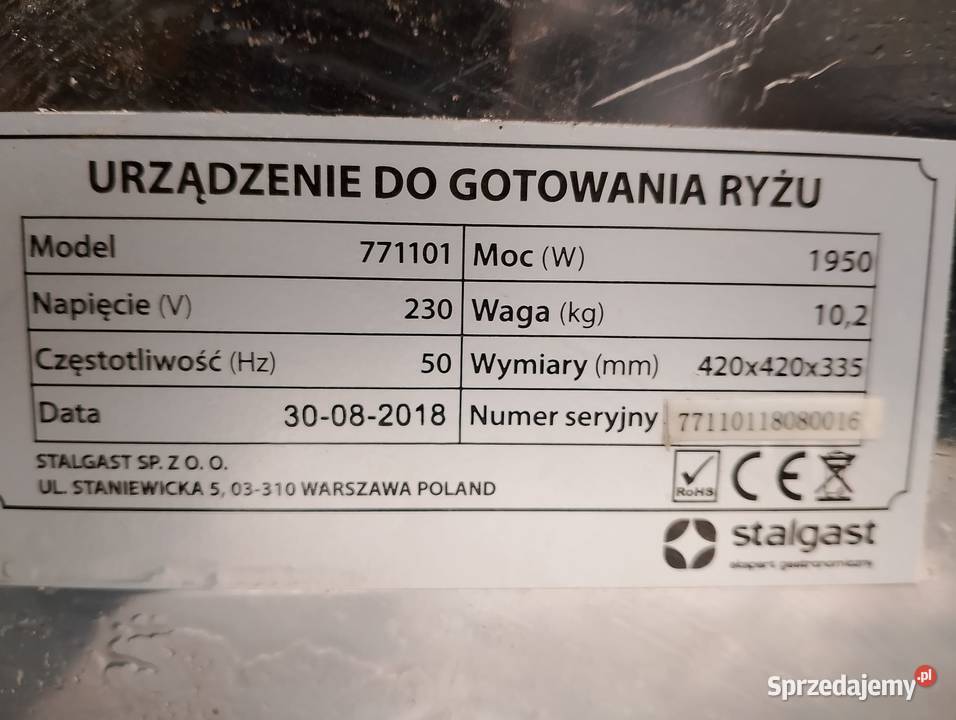 URZĄDZENIE DO GOTOWANIA RYŻU
Model 771101 Moc (W) 1950
Napięcie (V) 230 Waga (kg) 10,2
Częstotliwość (Hz) 50 Wymiary (mm) 420x420x335
Data 30-08-2018 Numer seryjny 77110118080016
STALGAST SP. Z O. O.
UL. STANIEWICKA 5, 03-310 WARSZAWA POLAND
RoHS CE
stalgast
ekspert gastronomiczny
Sprzedajemy.pl